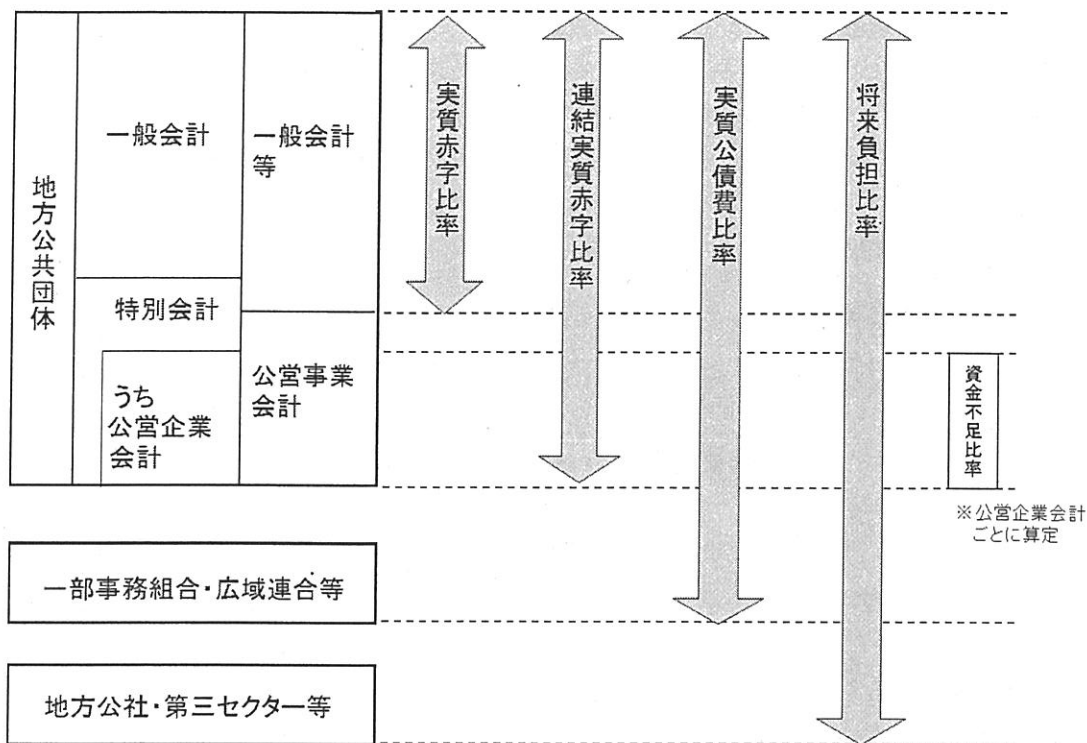 地方公共団体
一般会計
特別会計
うち
公営企業
会計
一般会計
等
公営事業
会計
実質赤字比率
連結実質赤字比率
実質公債費比率
将来負担比率
資金不足比率
※公営企業会計
ごとに算定
一部事務組合・広域連合等
地方公社・第三セクター等